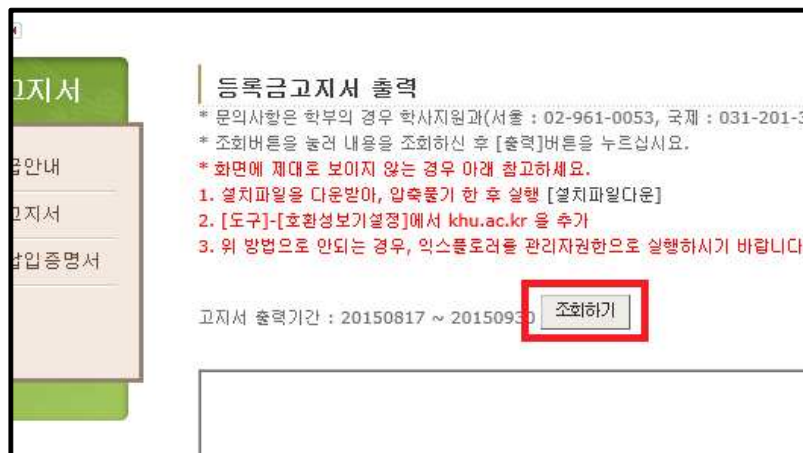 고지서
안내
고지서
납입증명서
등록금고지서 출력
* 문의사항은 학부의 경우 학사지원과(서울 : 02-961-0053, 국제 : 031-201-3
* 조회버튼을 눌러 내용을 조회하신 후 [출력]버튼을 누르십시요.
* 화면에 제대로 보이지 않는 경우 아래 참고하세요.
1. 설치파일을 다운받아, 압축풀기 한 후 실행 [설치파일다운]
2. [도구]-[호환성보기설정]에서 khu.ac.kr 을 추가
3. 위 방법으로 안되는 경우, 익스플로러를 관리자권한으로 실행하시기 바랍니다
고지서 출력기간 : 20150817 ~ 20150930 조회하기